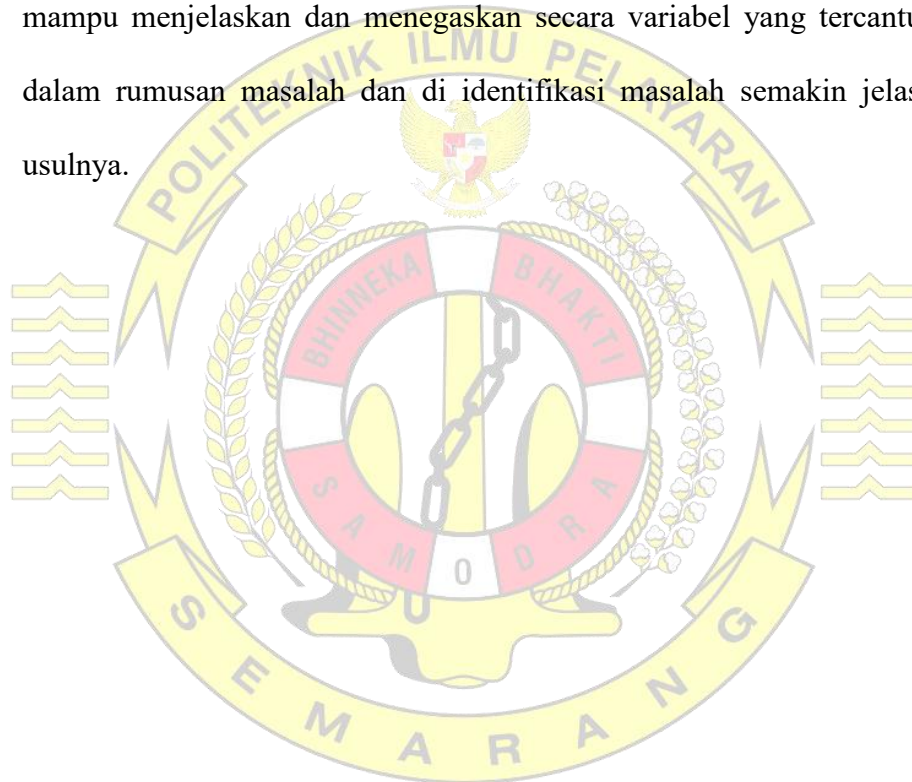 mampu menjelaskan dan menegaskan secara variabel yang tercantu
dalam rumusan masalah dan di identifikasi masalah semakin jelas
usulnya.
POLITEKNIK ILMU PELAYARAN
BHINNEKA BHAKTI
SAMODRA
SEMARANG